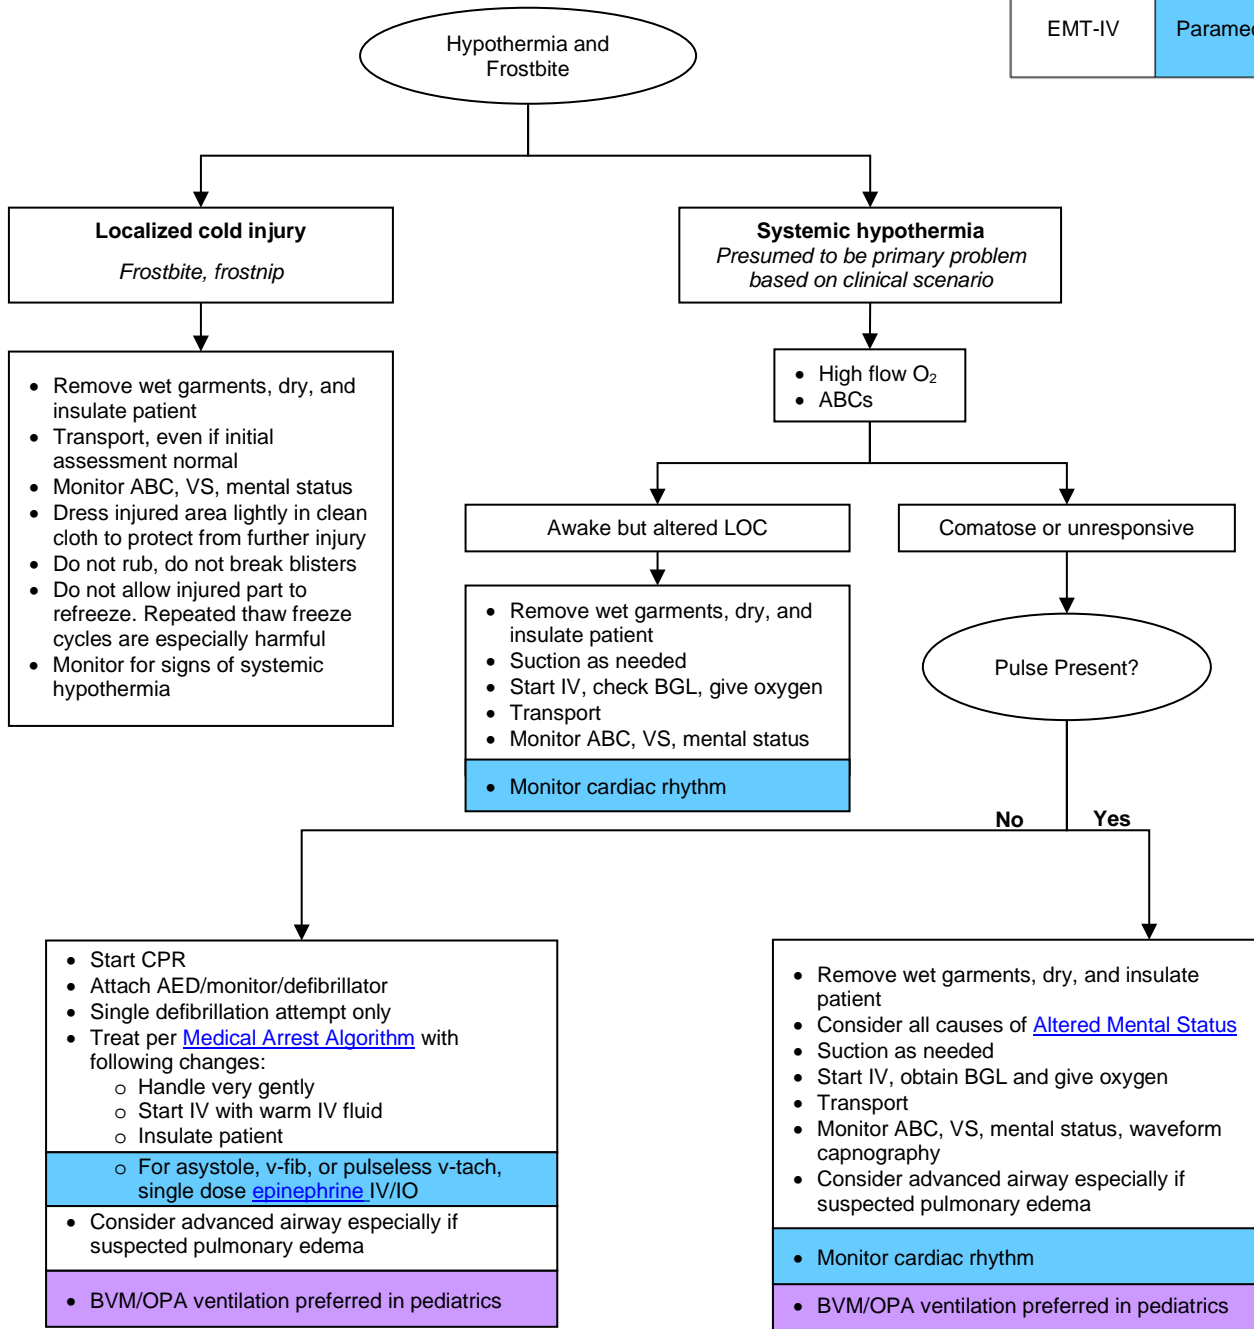 EMT-IV
Paramed
Hypothermia and
Frostbite
Localized cold injury
Frostbite, frostnip
Systemic hypothermia
Presumed to be primary problem
based on clinical scenario
• Remove wet garments, dry, and
insulate patient
• Transport, even if initial
assessment normal
• Monitor ABC, VS, mental status
• Dress injured area lightly in clean
cloth to protect from further injury
• Do not rub, do not break blisters
• Do not allow injured part to
refreeze. Repeated thaw freeze
cycles are especially harmful
• Monitor for signs of systemic
hypothermia
• High flow O₂
• ABCs
Awake but altered LOC
Comatose or unresponsive
• Remove wet garments, dry, and
insulate patient
• Suction as needed
• Start IV, check BGL, give oxygen
• Transport
• Monitor ABC, VS, mental status
• Monitor cardiac rhythm
Pulse Present?
No
Yes
• Start CPR
• Attach AED/monitor/defibrillator
• Single defibrillation attempt only
• Treat per Medical Arrest Algorithm with
following changes:
o Handle very gently
o Start IV with warm IV fluid
o Insulate patient
o For asystole, v-fib, or pulseless v-tach,
single dose epinephrine IV/IO
• Consider advanced airway especially if
suspected pulmonary edema
• BVM/OPA ventilation preferred in pediatrics
• Remove wet garments, dry, and insulate
patient
• Consider all causes of Altered Mental Status
• Suction as needed
• Start IV, obtain BGL and give oxygen
• Transport
• Monitor ABC, VS, mental status, waveform
capnography
• Consider advanced airway especially if
suspected pulmonary edema
• Monitor cardiac rhythm
• BVM/OPA ventilation preferred in pediatrics